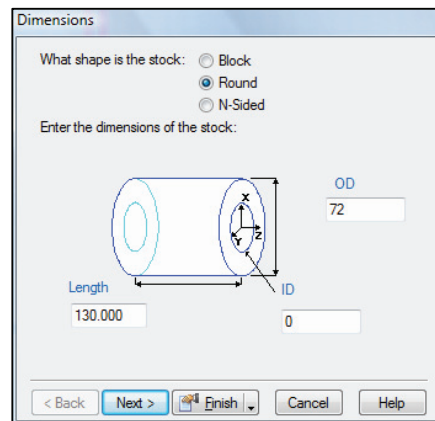 Dimensions
What shape is the stock: Block
Round
N-Sided
Enter the dimensions of the stock:
X
Y
Z
OD
72
Length
130.000
ID
0
< Back Next > Finish Cancel Help